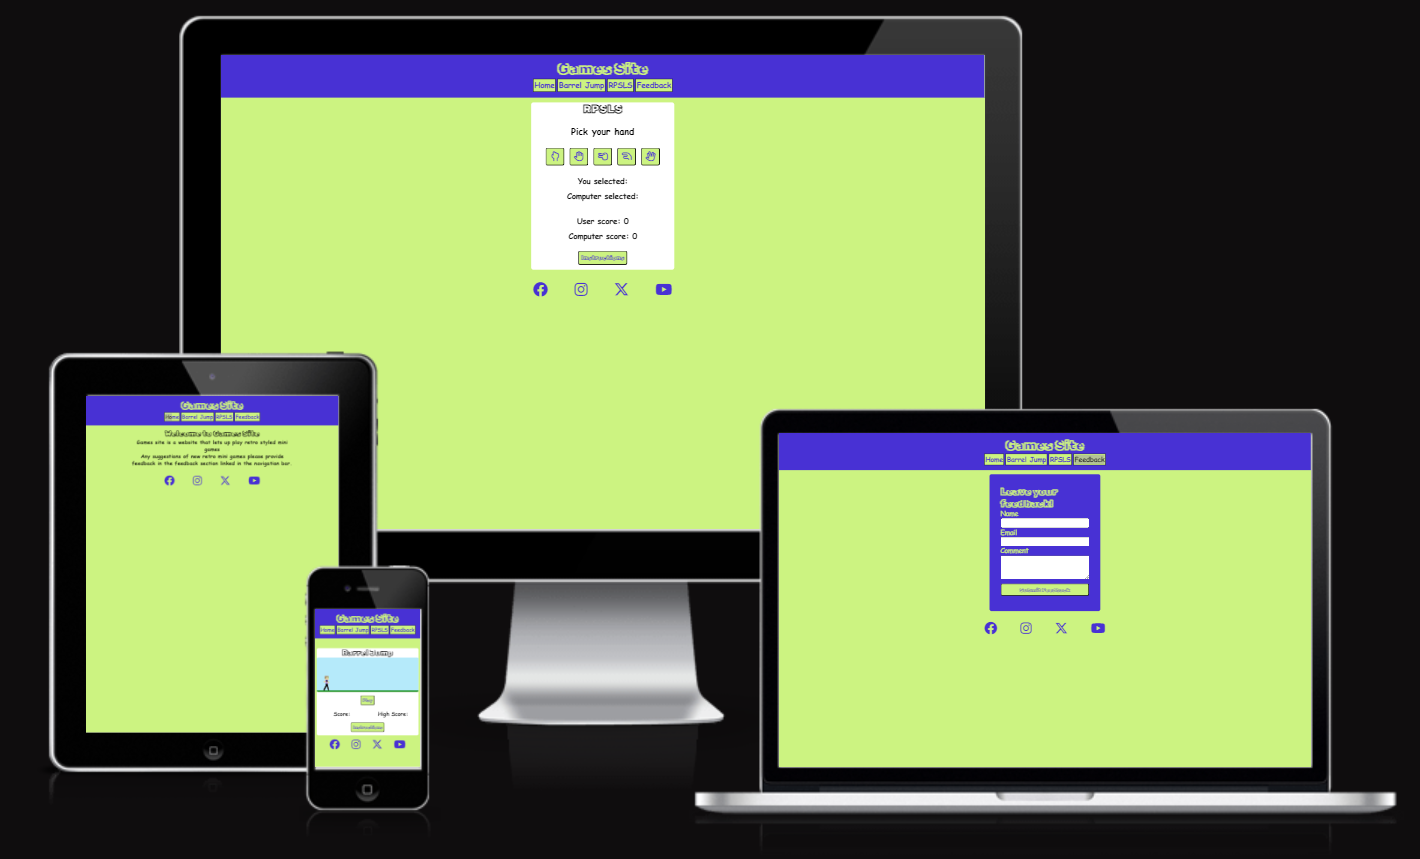 Games Site
Home Barrel Jump RPSLS Feedback
RPSLS
Pick your hand
You selected:
Computer selected:
User score: 0
Computer score: 0
Instructions
Games Site
Home Barrel Jump RPSLS Feedback
Welcome to Games Site
Games site is a website that lets up play retro styled mini
games
Any suggestions of new retro mini games please provide
feedback in the feedback section linked in the navigation bar.
Games Site
Home Barrel Jump RPSLS Feedback
Barrel Jump
Play
Score: High Score:
Instructions
Games Site
Home Barrel Jump RPSLS Feedback
Leave your
feedback!
Name
Email
Comment